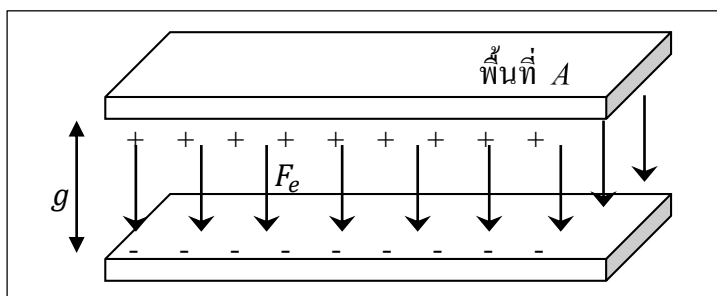 พื้นที่ A
+ + + + + + + + +
F_e
g
- - - - - - - - -